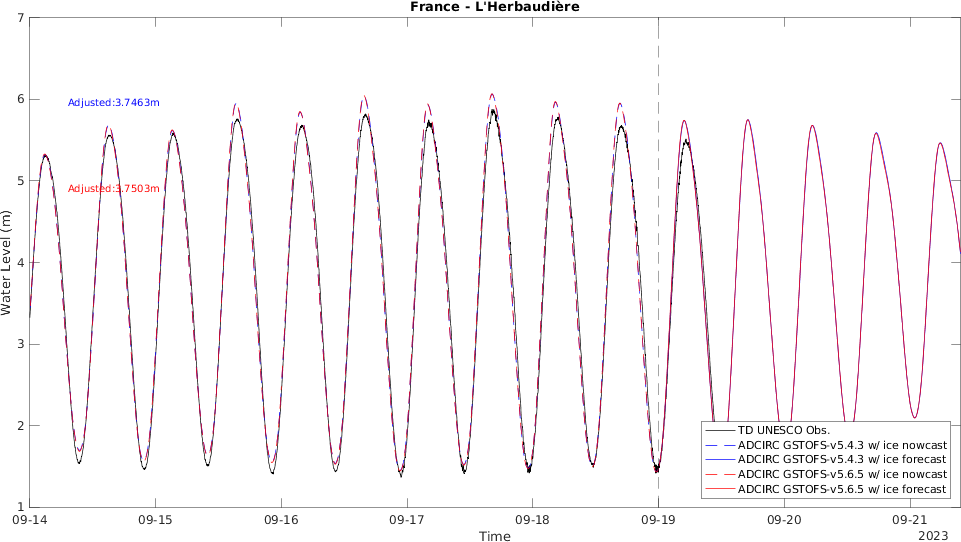 France - L'Herbaudière
7
6
5
4
3
2
1
Water Level (m)
Adjusted:3.7463m
Adjusted:3.7503m
TD UNESCO Obs.
ADCIRC GSTOFS-v5.4.3 w/ ice nowcast
ADCIRC GSTOFS-v5.4.3 w/ ice forecast
ADCIRC GSTOFS-v5.6.5 w/ ice nowcast
ADCIRC GSTOFS-v5.6.5 w/ ice forecast
09-14 09-15 09-16 09-17 09-18 09-19 09-20 09-21
Time
2023